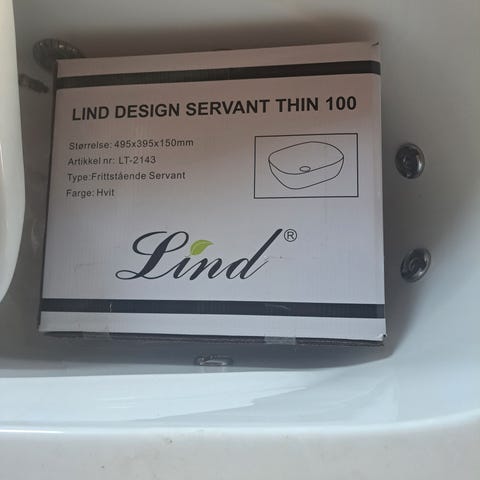 LIND DESIGN SERVANT THIN 100
Størrelse: 495x395x150mm
Artikkel nr: LT-2143
Type:Frittstående Servant
Farge: Hvit
Lind®